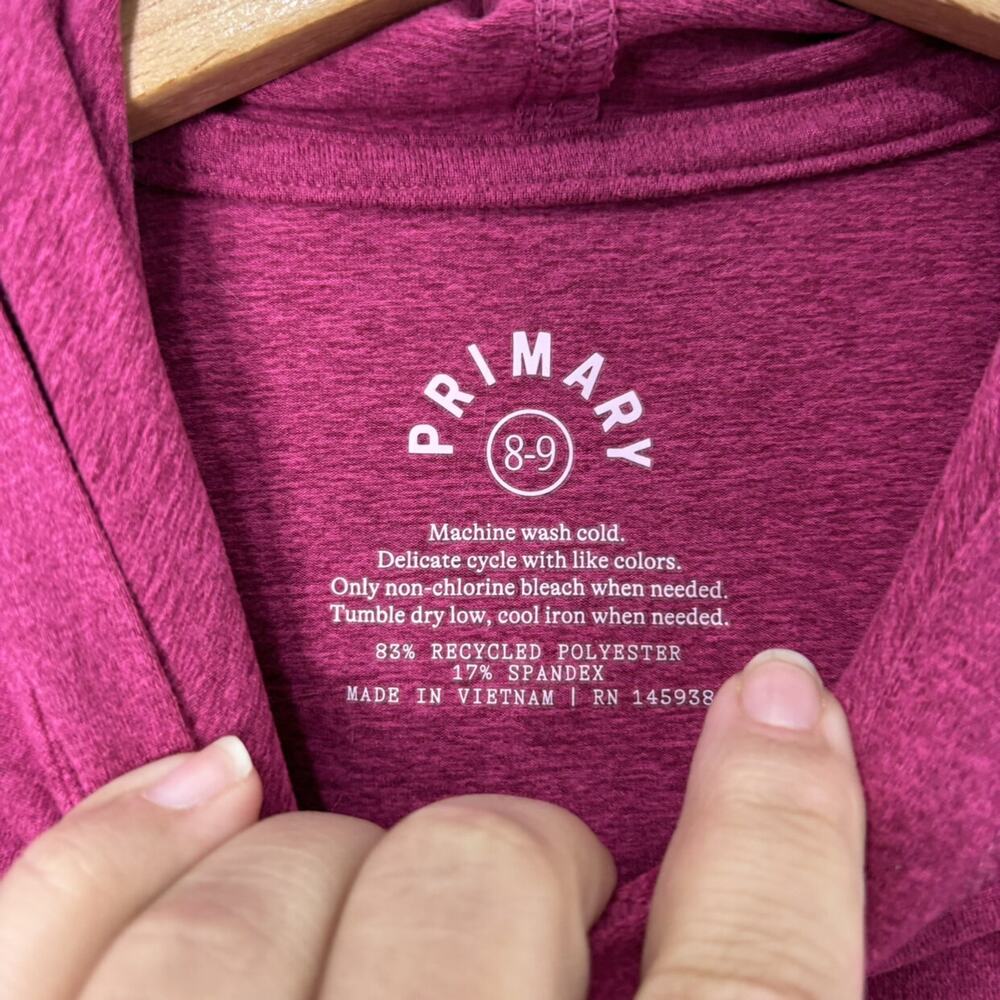 PRIMARY
8-9
Machine wash cold.
Delicate cycle with like colors.
Only non-chlorine bleach when needed.
Tumble dry low, cool iron when needed.
83% RECYCLED POLYESTER
17% SPANDEX
MADE IN VIETNAM | RN 145938